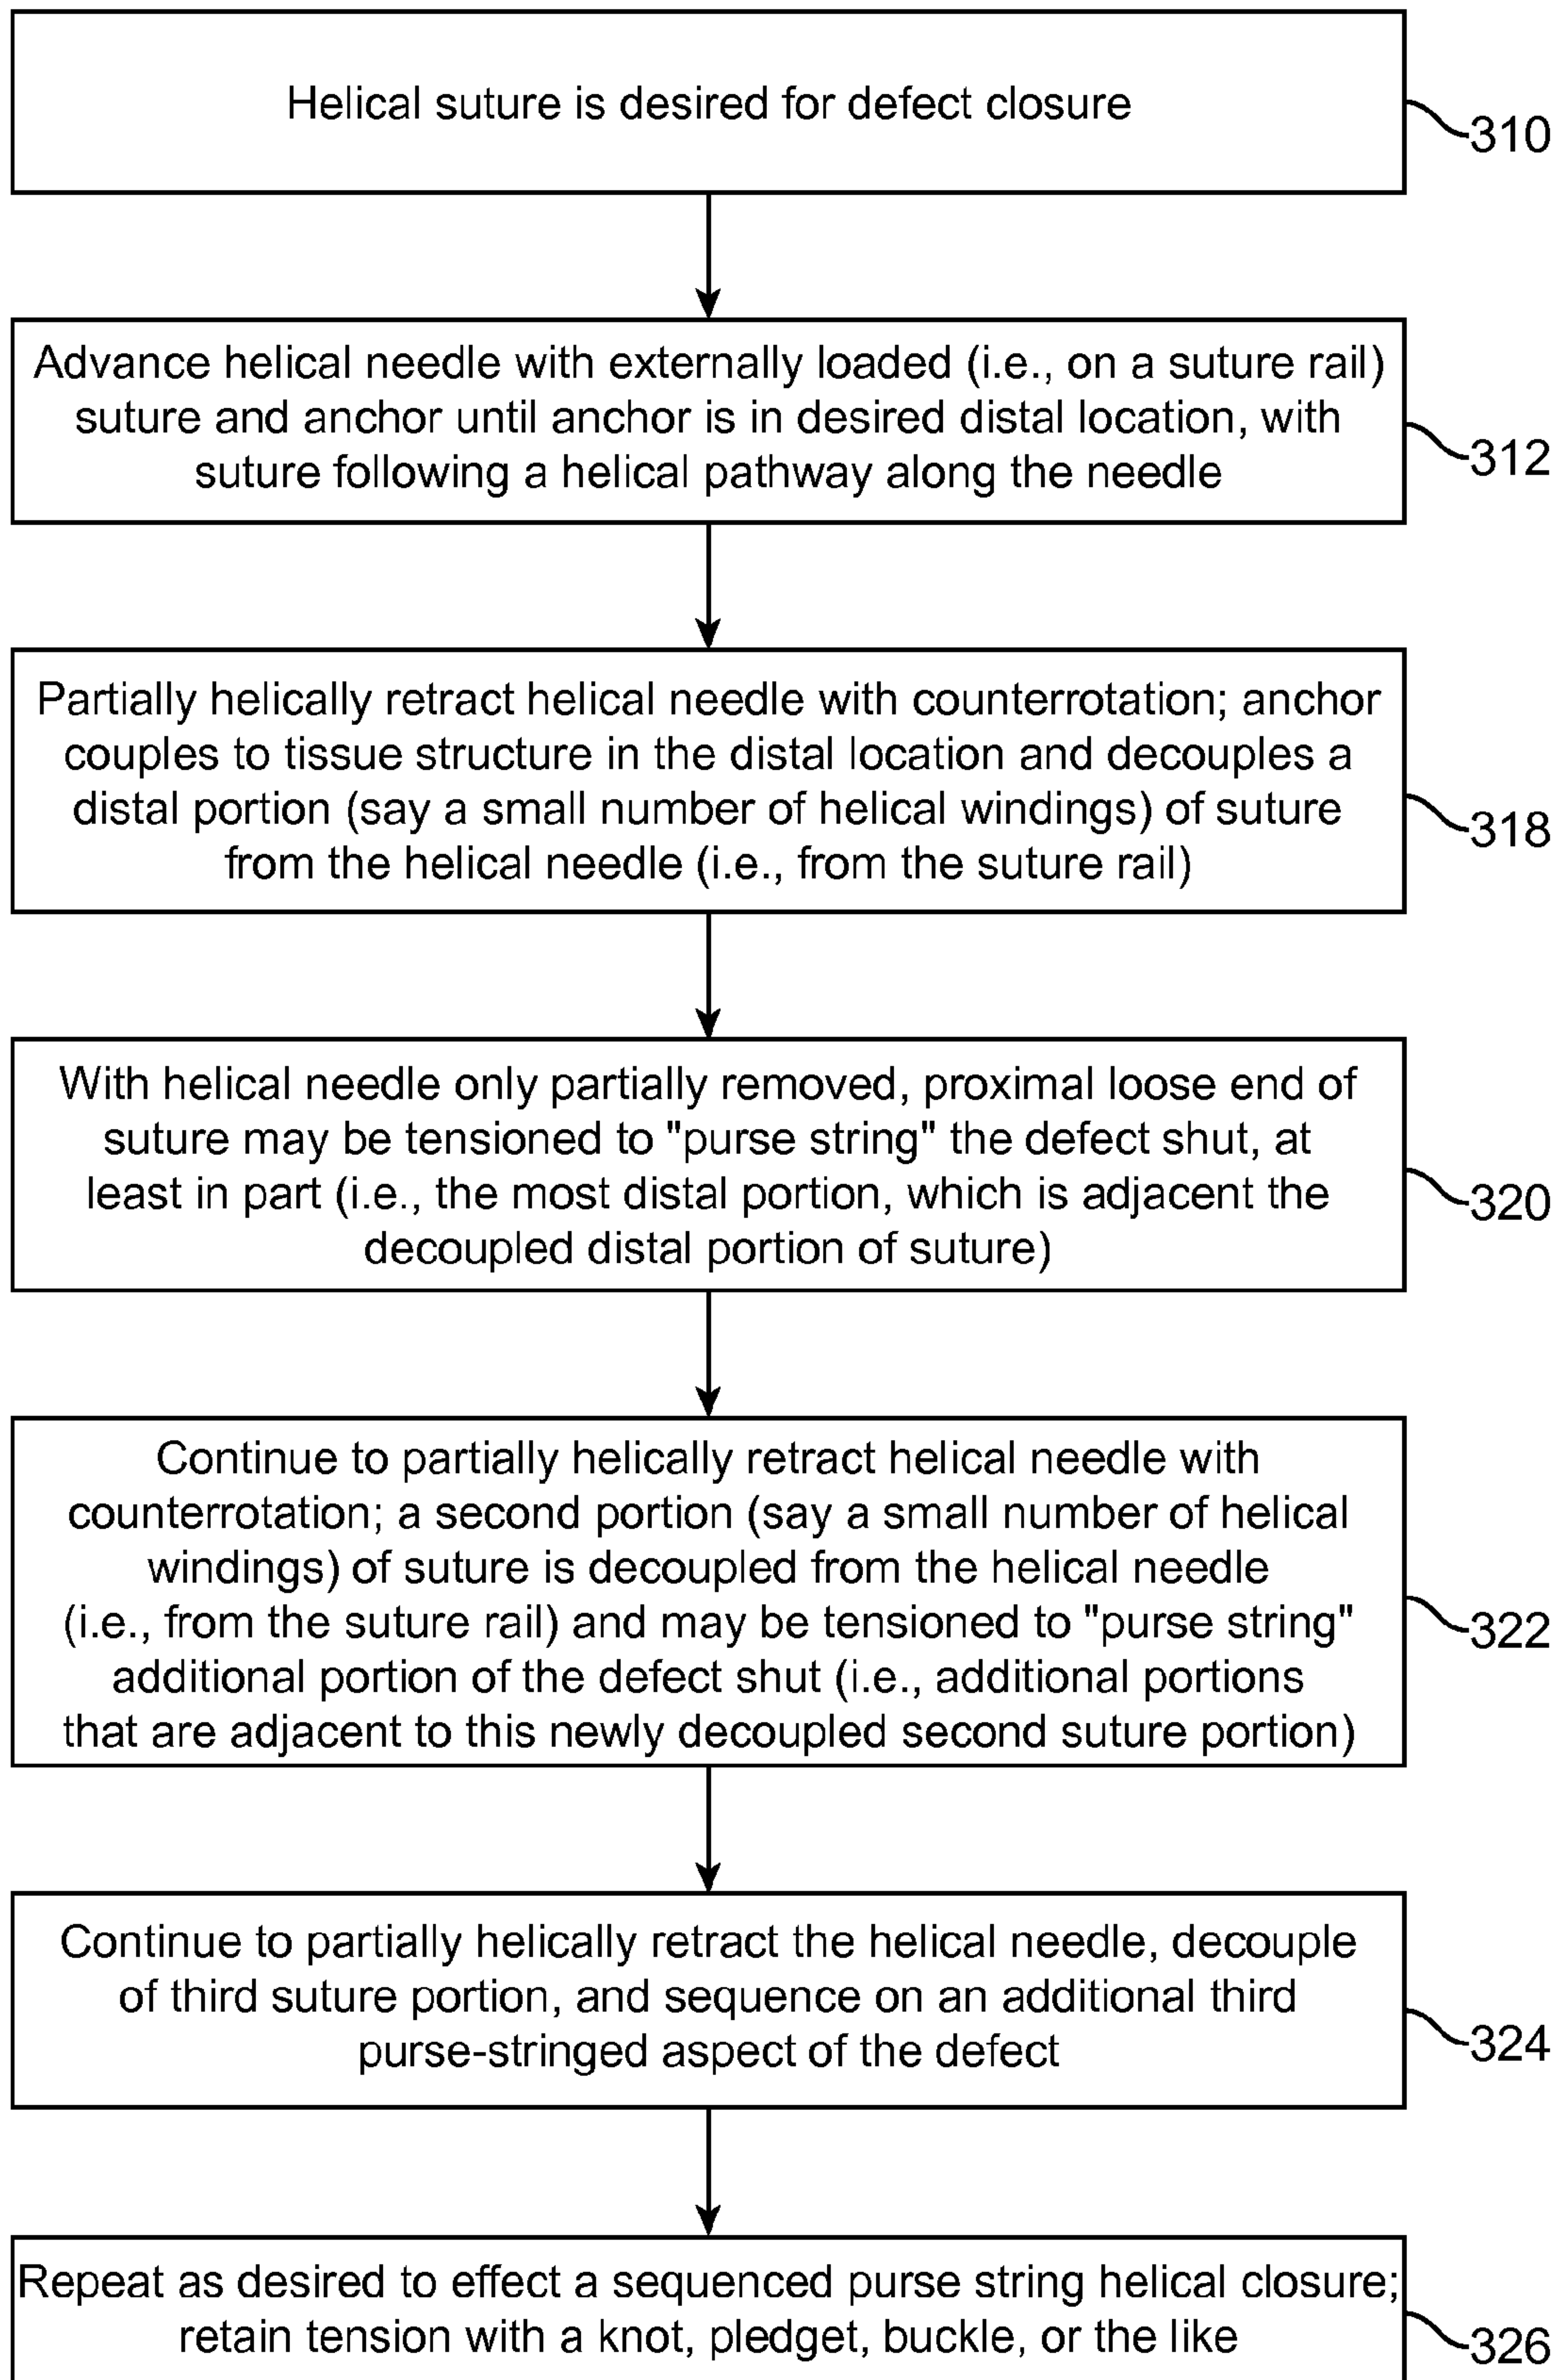 Helical suture is desired for defect closure
310
Advance helical needle with externally loaded (i.e., on a suture rail)
suture and anchor until anchor is in desired distal location, with
suture following a helical pathway along the needle
312
Partially helically retract helical needle with counterrotation; anchor
couples to tissue structure in the distal location and decouples a
distal portion (say a small number of helical windings) of suture
from the helical needle (i.e., from the suture rail)
318
With helical needle only partially removed, proximal loose end of
suture may be tensioned to "purse string" the defect shut, at
least in part (i.e., the most distal portion, which is adjacent the
decoupled distal portion of suture)
320
Continue to partially helically retract helical needle with
counterrotation; a second portion (say a small number of helical
windings) of suture is decoupled from the helical needle
(i.e., from the suture rail) and may be tensioned to "purse string"
additional portion of the defect shut (i.e., additional portions
that are adjacent to this newly decoupled second suture portion)
322
Continue to partially helically retract the helical needle, decouple
of third suture portion, and sequence on an additional third
purse-stringed aspect of the defect
324
Repeat as desired to effect a sequenced purse string helical closure;
retain tension with a knot, pledget, buckle, or the like
326